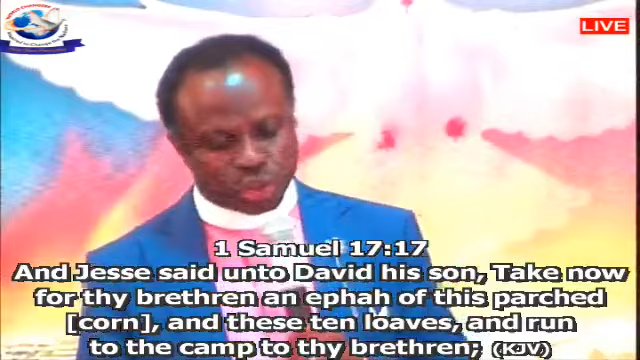 LIVE
1 Samuel 17:17
And Jesse said unto David his son, Take now
for thy brethren an ephah of this parched
[corn], and these ten loaves, and run
to the camp to thy brethren; (KJV)